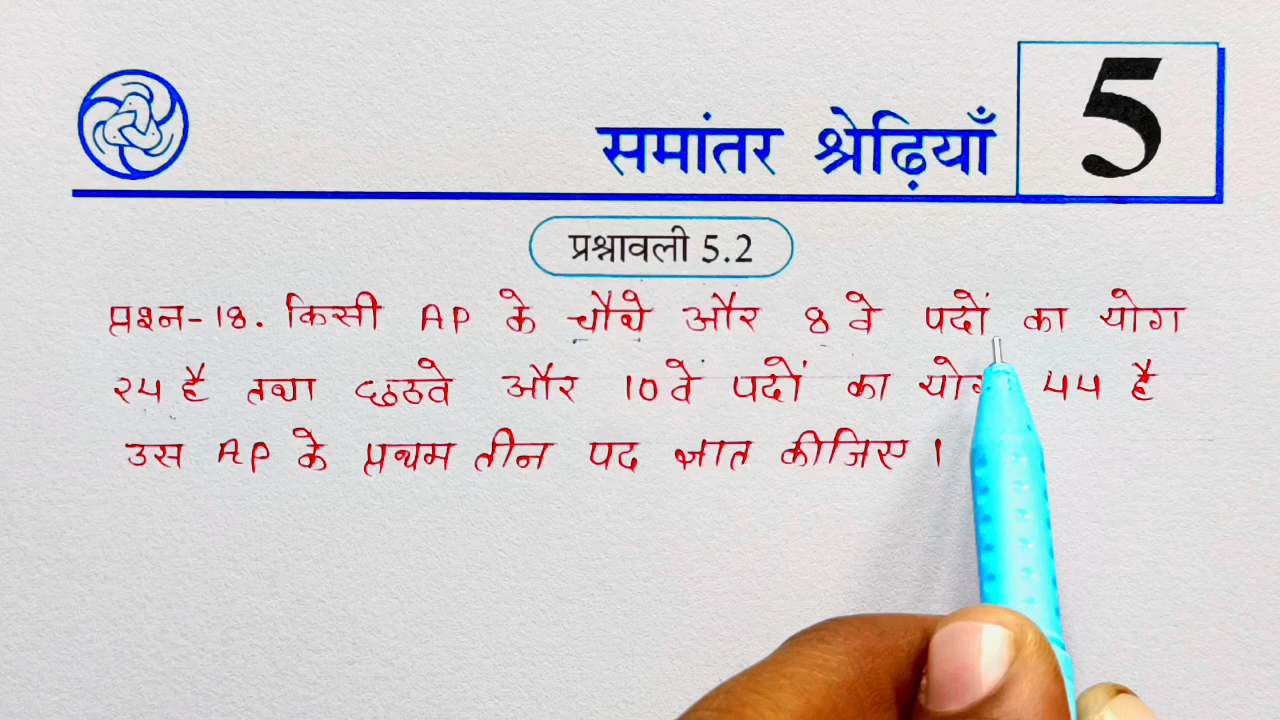 समांतर श्रेढ़ियाँ
5
प्रश्नावली 5.2
प्रश्न-18. किसी AP के चौथे और 8 वे पदों का योग
24 है तथा छठवे और 10 वे पदों का योग 44 है
उस AP के प्रथम तीन पद ज्ञात कीजिए।